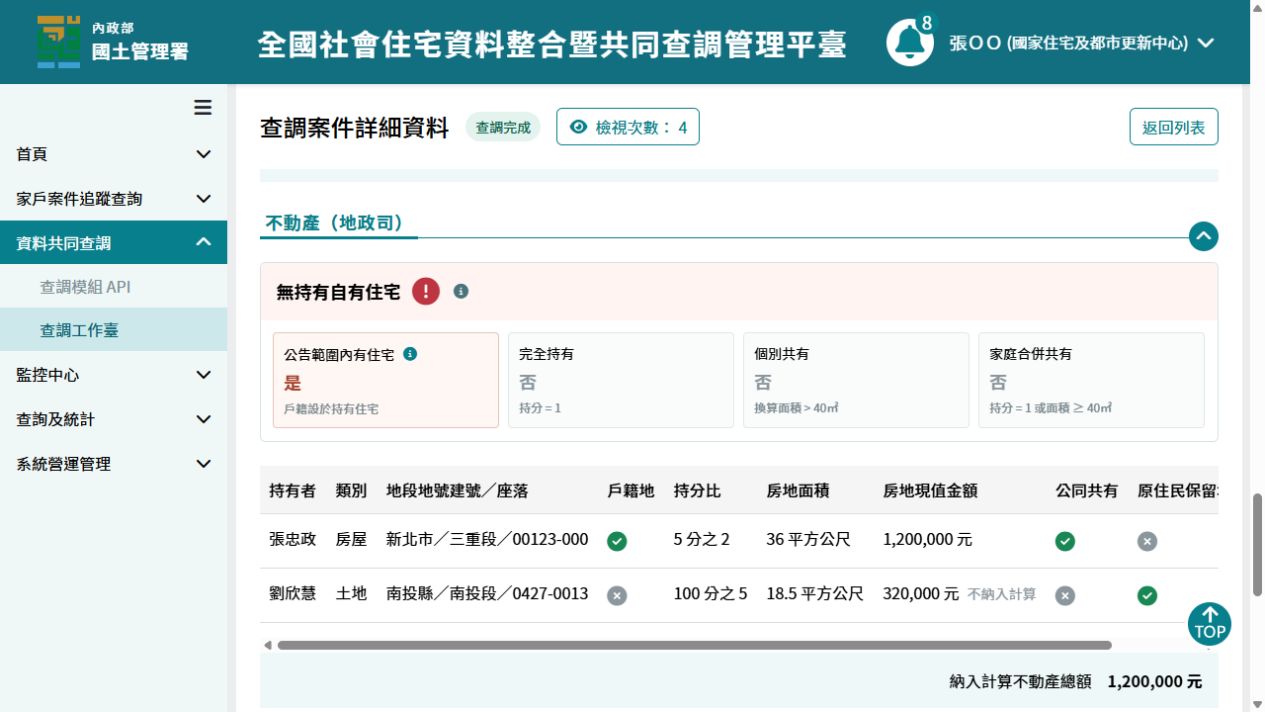 內政部
國土管理署
全國社會住宅資料整合暨共同查調管理平臺
8
張ＯＯ (國家住宅及都市更新中心)
首頁
家戶案件追蹤查詢
資料共同查調
查調模組 API
查調工作臺
監控中心
查詢及統計
系統營運管理
查調案件詳細資料 查調完成 檢視次數： 4 返回列表
不動產（地政司）
無持有自有住宅
公告範圍內有住宅
是
戶籍設於持有住宅
完全持有
否
持分 = 1
個別共有
否
換算面積 > 40㎡
家庭合併共有
否
持分 = 1 或面積 ≥ 40㎡
持有者 類別 地段地號建號／座落 戶籍地 持分比 房地面積 房地現值金額 公同共有 原住民保留
張忠政 房屋 新北市／三重段／00123-000 5 分之 2 36 平方公尺 1,200,000 元
劉欣慧 土地 南投縣／南投段／0427-0013 100 分之 5 18.5 平方公尺 320,000 元 不納入計算
TOP
納入計算不動產總額 1,200,000 元